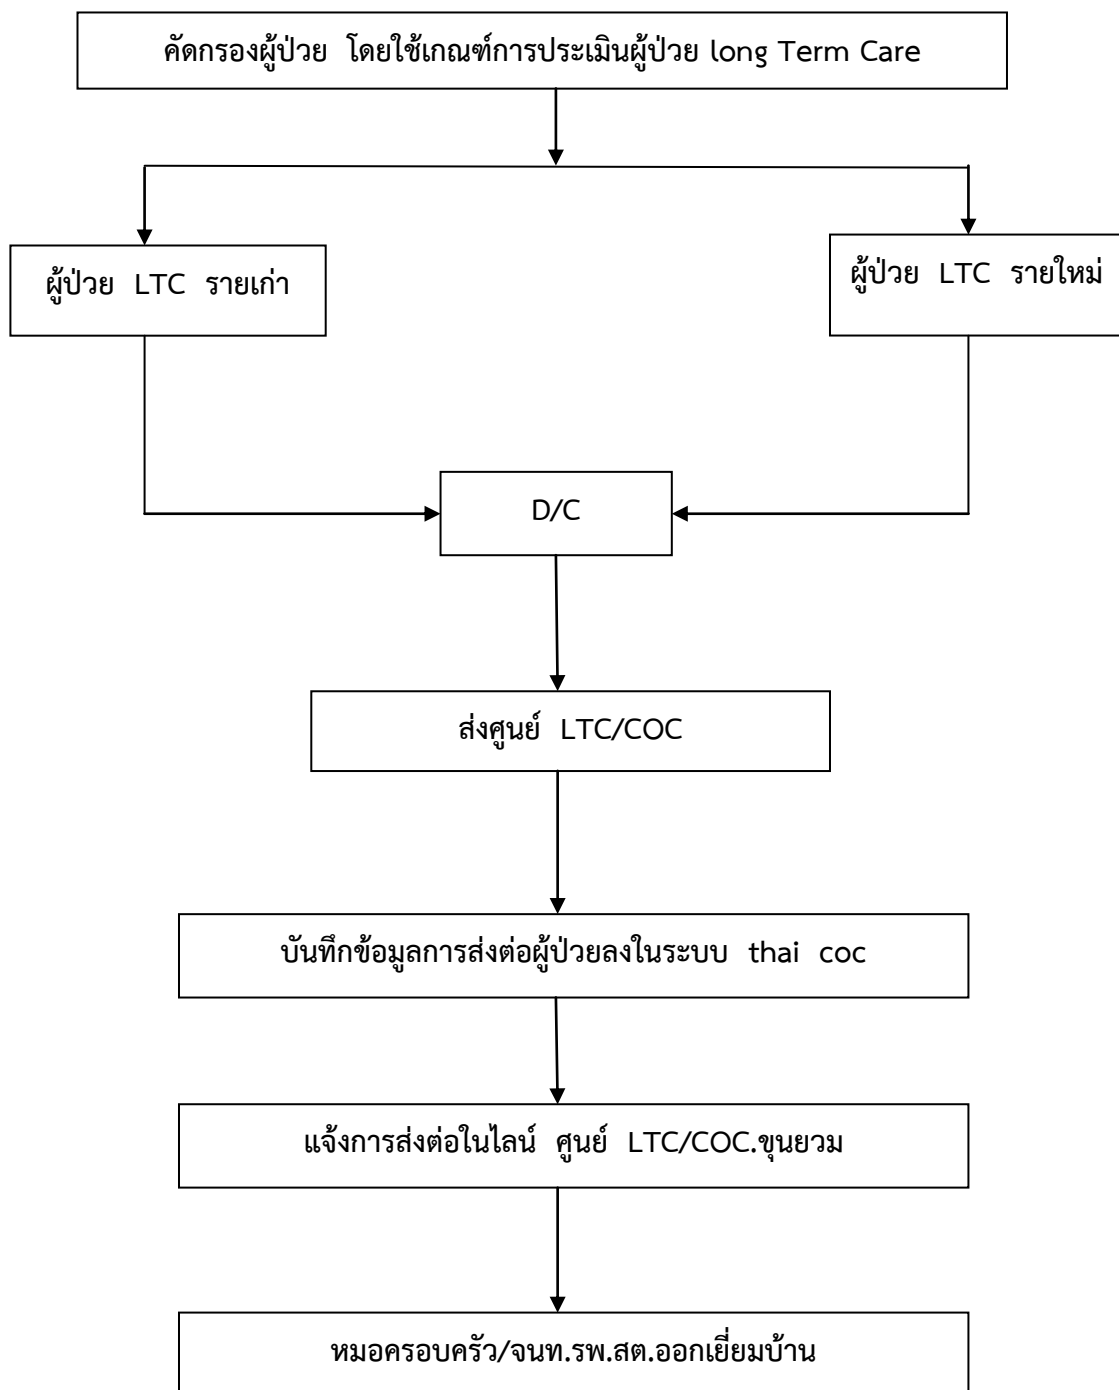 คัดกรองผู้ป่วย โดยใช้เกณฑ์การประเมินผู้ป่วย long Term Care
ผู้ป่วย LTC รายเก่า
ผู้ป่วย LTC รายใหม่
D/C
ส่งศูนย์ LTC/COC
บันทึกข้อมูลการส่งต่อผู้ป่วยลงในระบบ thai coc
แจ้งการส่งต่อในไลน์ ศูนย์ LTC/COC.ขุนยวม
หมอครอบครัว/จนท.รพ.สต.ออกเยี่ยมบ้าน